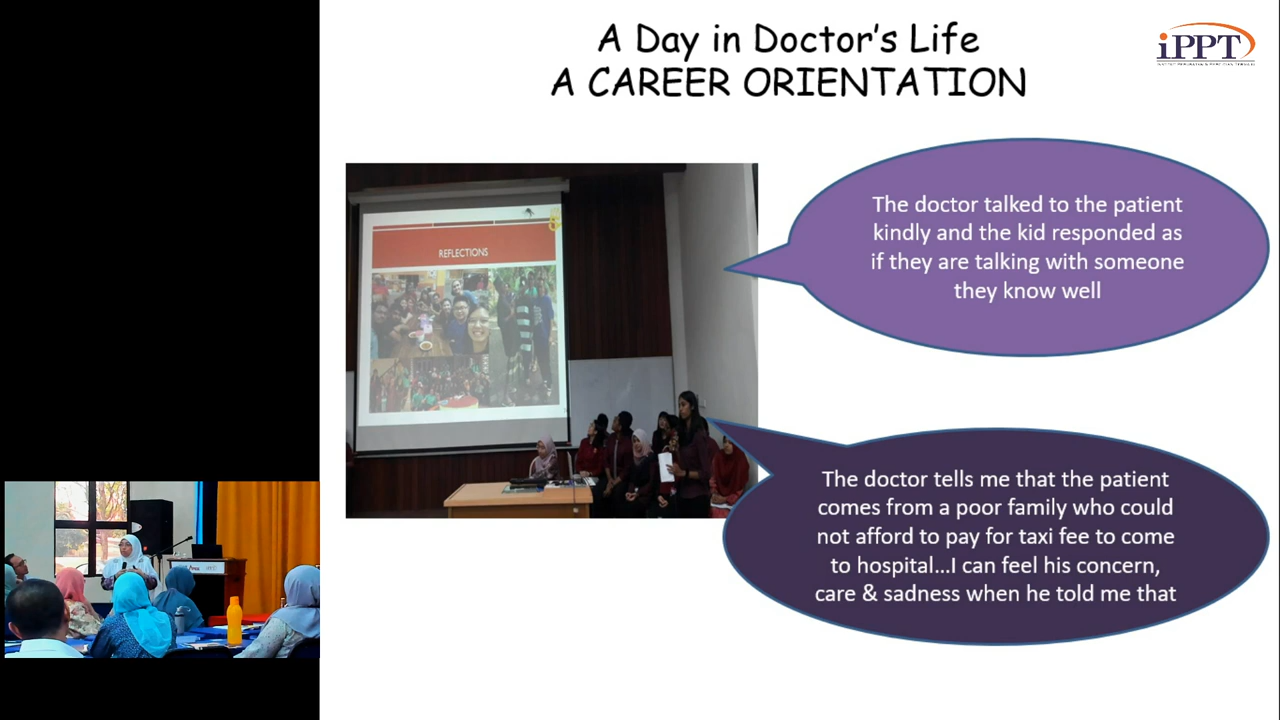 A Day in Doctor's Life
A CAREER ORIENTATION
iPPT
REFLECTIONS
The doctor talked to the patient
kindly and the kid responded as
if they are talking with someone
they know well
The doctor tells me that the patient
comes from a poor family who could
not afford to pay for taxi fee to come
to hospital...I can feel his concern,
care & sadness when he told me that